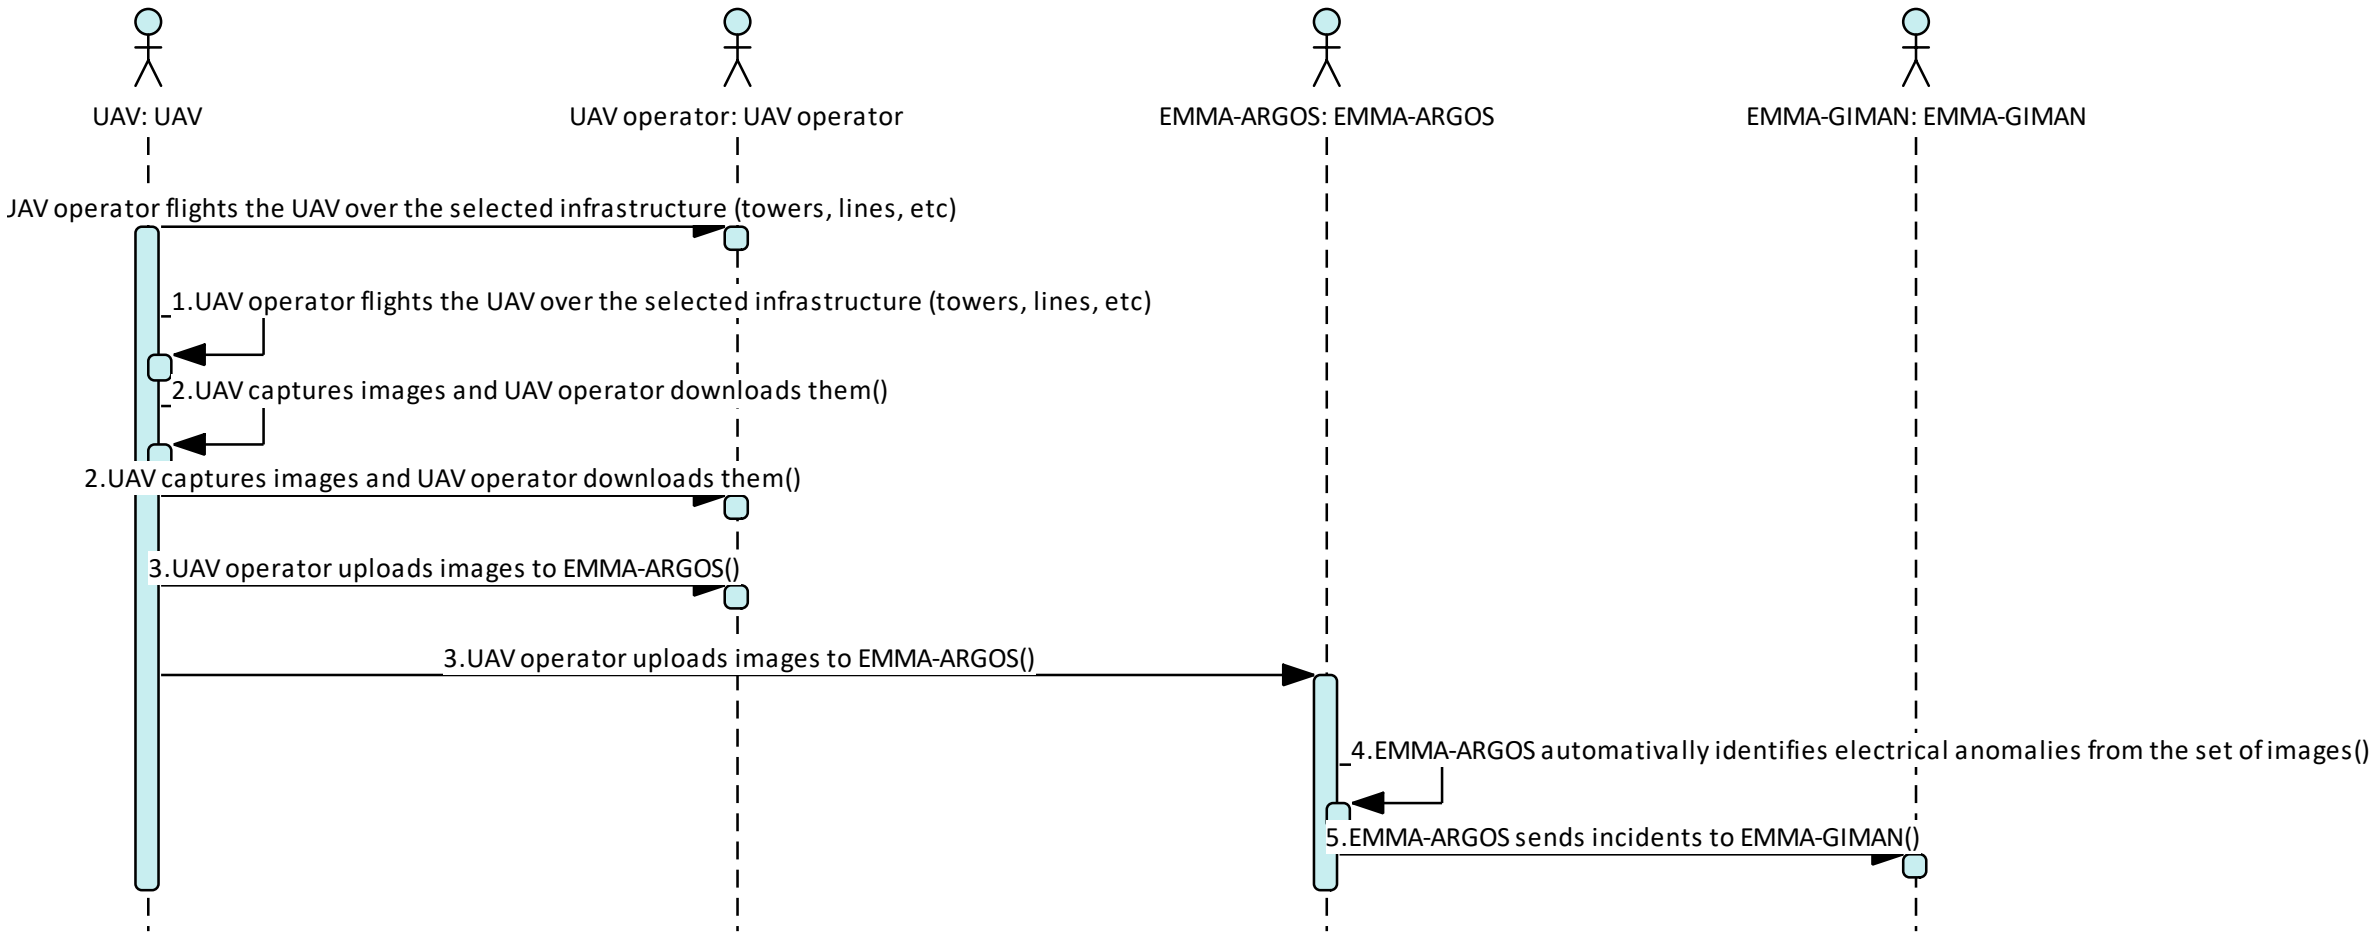 UAV: UAV
UAV operator: UAV operator
EMMA-ARGOS: EMMA-ARGOS
EMMA-GIMAN: EMMA-GIMAN
operator flights the UAV over the selected infrastructure (towers, lines, etc)
1.UAV operator flights the UAV over the selected infrastructure (towers, lines, etc)
2.UAV captures images and UAV operator downloads them()
2.UAV captures images and UAV operator downloads them()
3.UAV operator uploads images to EMMA-ARGOS()
3.UAV operator uploads images to EMMA-ARGOS()
4.EMMA-ARGOS automativally identifies electrical anomalies from the set of images()
5.EMMA-ARGOS sends incidents to EMMA-GIMAN()